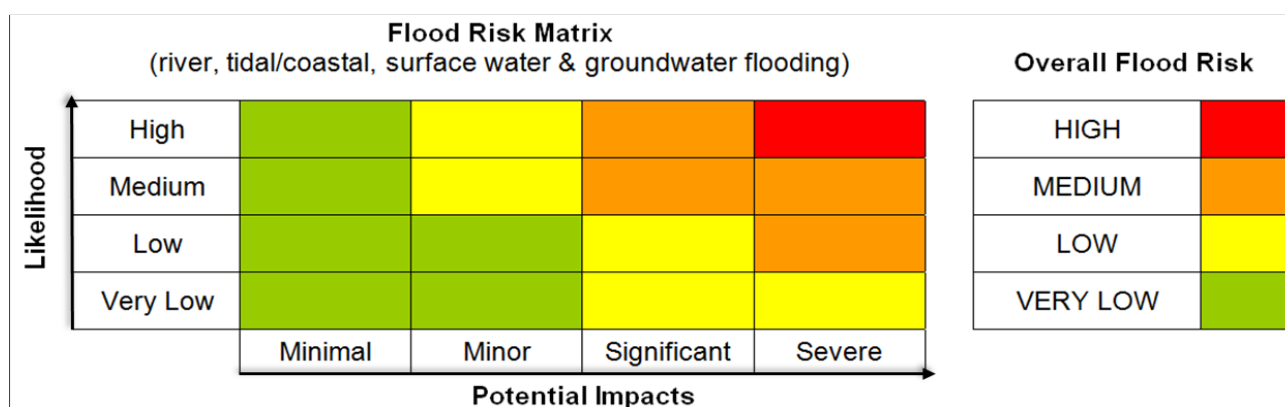 Flood Risk Matrix
(river, tidal/coastal, surface water & groundwater flooding)
Overall Flood Risk
Likelihood
High
Medium
Low
Very Low
Minimal
Minor
Significant
Severe
Potential Impacts
HIGH
MEDIUM
LOW
VERY LOW